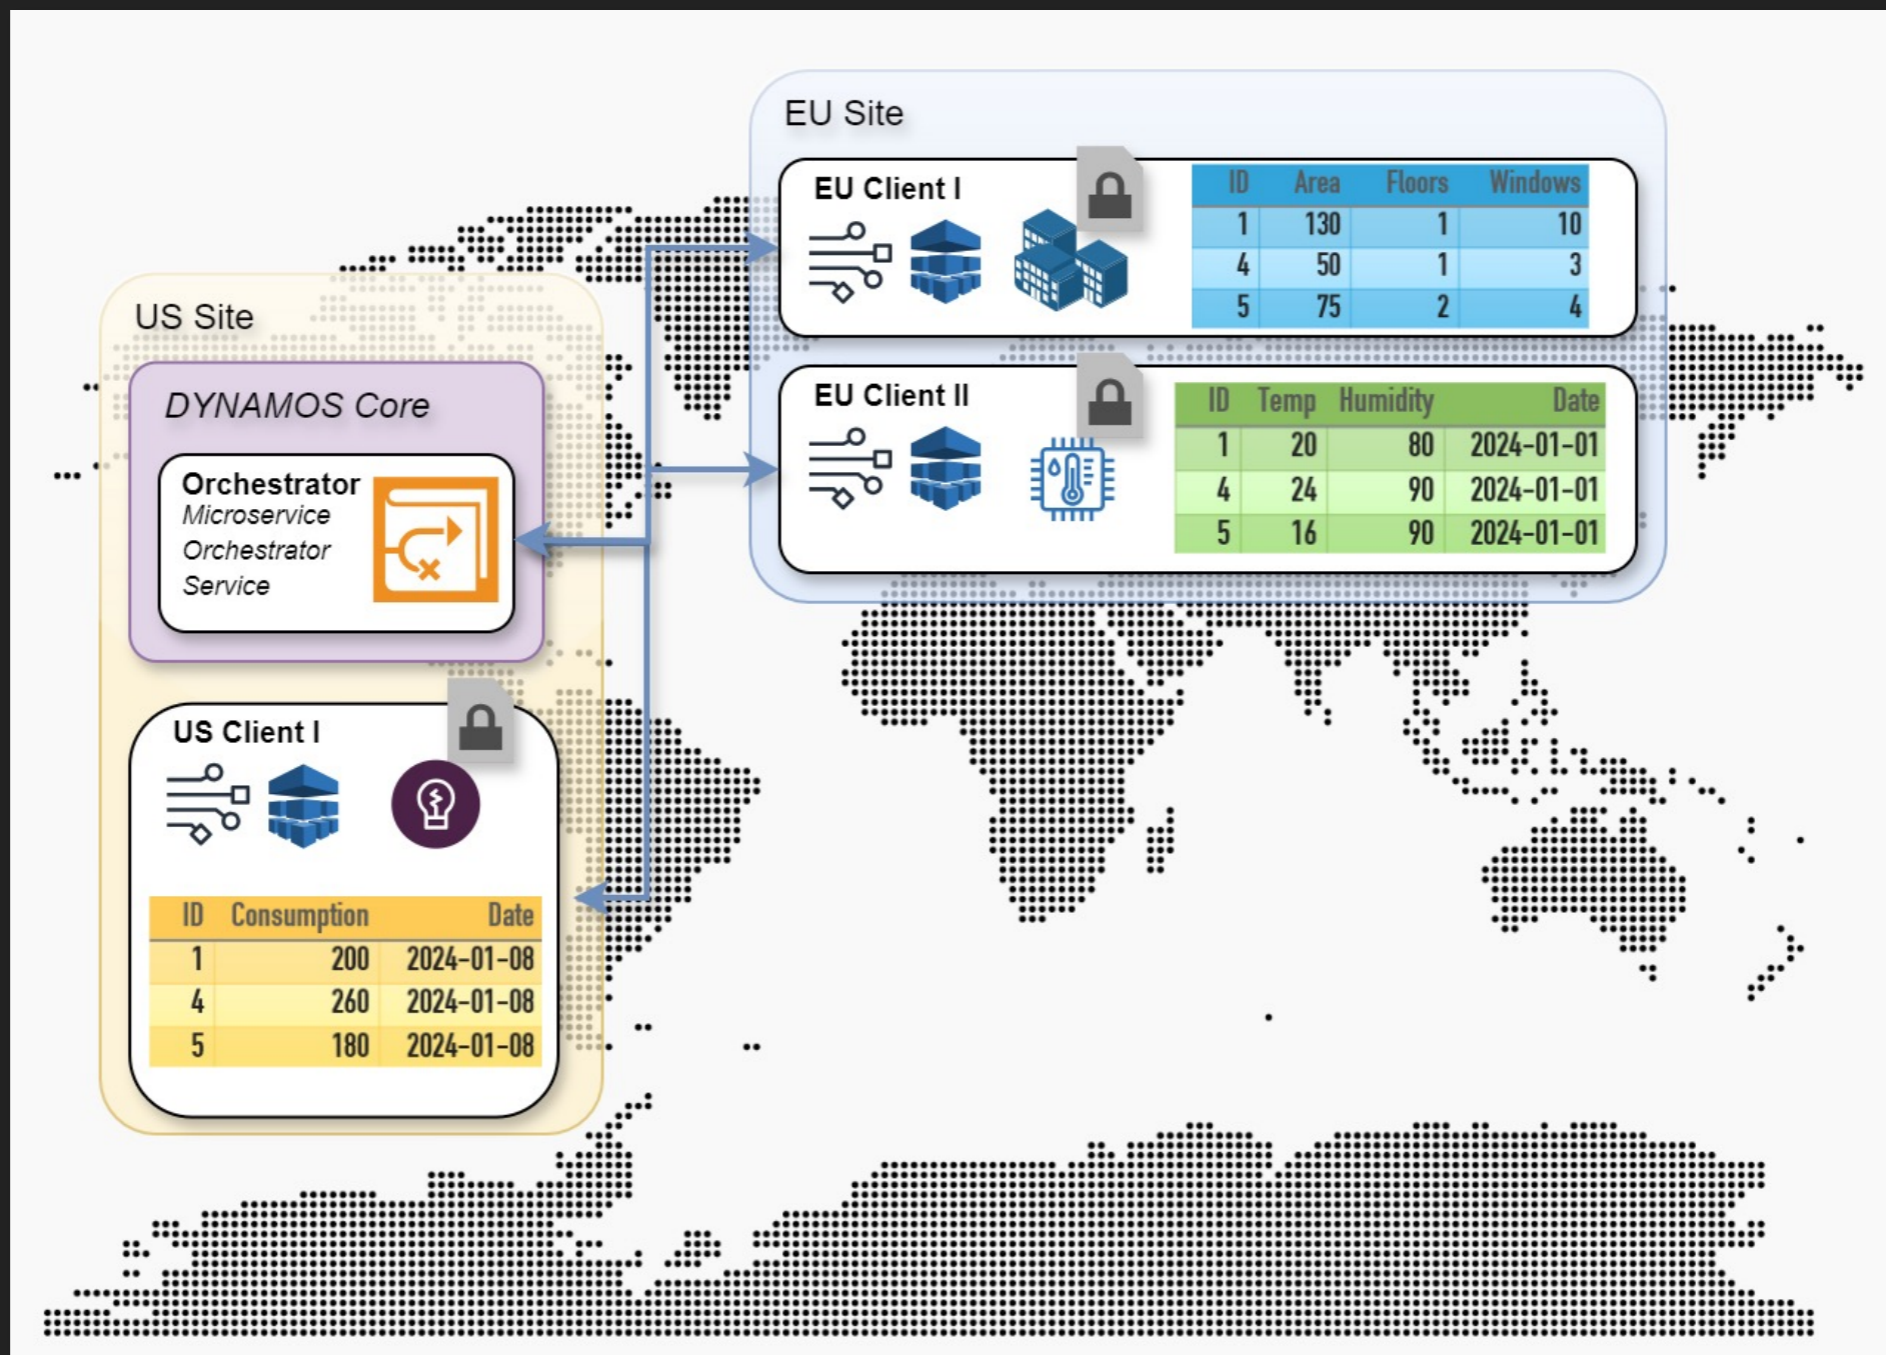 EU Site
EU Client I
ID Area Floors Windows
1 130 1 10
4 50 1 3
5 75 2 4
EU Client II
ID Temp Humidity Date
1 20 80 2024-01-01
4 24 90 2024-01-01
5 16 90 2024-01-01
US Site
DYNAMOS Core
Orchestrator
Microservice
Orchestrator
Service
US Client I
ID Consumption Date
1 200 2024-01-08
4 260 2024-01-08
5 180 2024-01-08